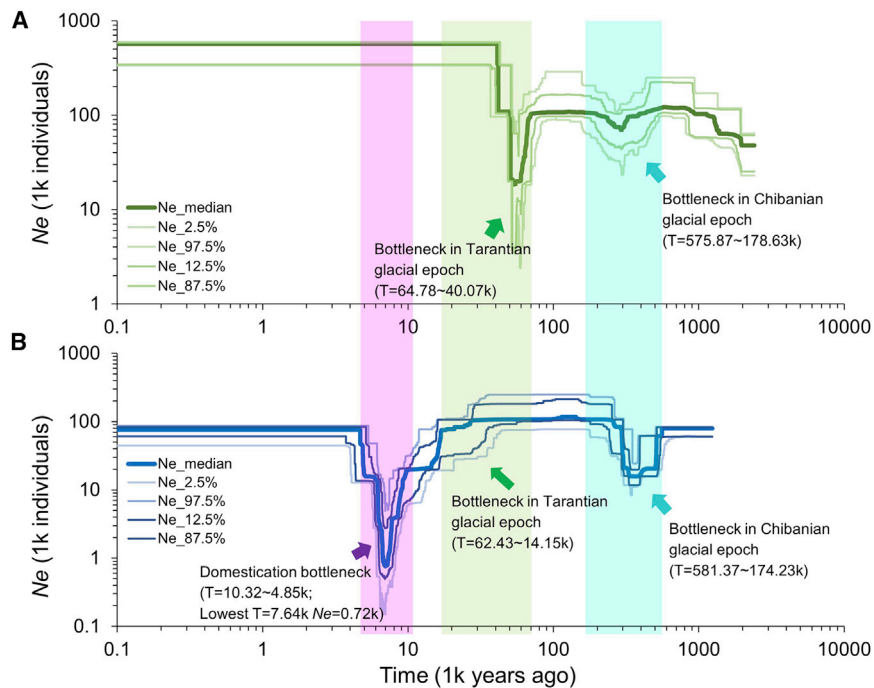 A
Ne (1k individuals)
1000
100
10
1
Ne_median
Ne_2.5%
Ne_97.5%
Ne_12.5%
Ne_87.5%
Bottleneck in Tarantian
glacial epoch
(T=64.78~40.07k)
Bottleneck in Chibanian
glacial epoch
(T=575.87~178.63k)
0.1 1 10 100 1000 10000
B
Ne (1k individuals)
1000
100
10
1
0.1
Ne_median
Ne_2.5%
Ne_97.5%
Ne_12.5%
Ne_87.5%
Domestication bottleneck
(T=10.32~4.85k;
Lowest T=7.64k Ne=0.72k)
Bottleneck in Tarantian
glacial epoch
(T=62.43~14.15k)
Bottleneck in Chibanian
glacial epoch
(T=581.37~174.23k)
0.1 1 10 100 1000 10000
Time (1k years ago)